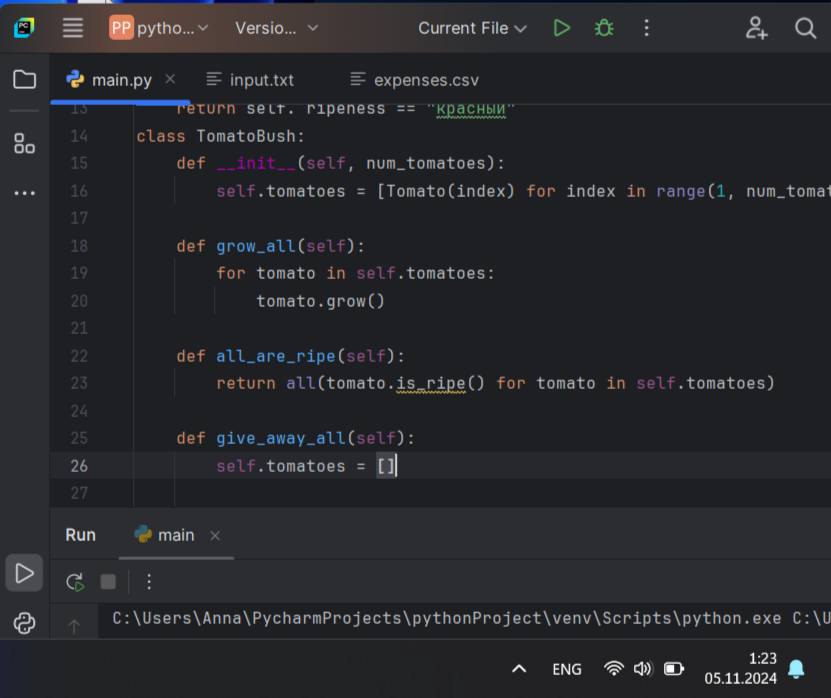 PP pytho... Versio... Current File
main.py input.txt expenses.csv
13 return self. ripeness == "красный"
14 class TomatoBush:
15 def __init__(self, num_tomatoes):
16 self.tomatoes = [Tomato(index) for index in range(1, num_tomat
17
18 def grow_all(self):
19 for tomato in self.tomatoes:
20 tomato.grow()
21
22 def all_are_ripe(self):
23 return all(tomato.is_ripe() for tomato in self.tomatoes)
24
25 def give_away_all(self):
26 self.tomatoes = []
27
Run main
C:\Users\Anna\PycharmProjects\pythonProject\venv\Scripts\python.exe C:\U
ENG
1:23
05.11.2024